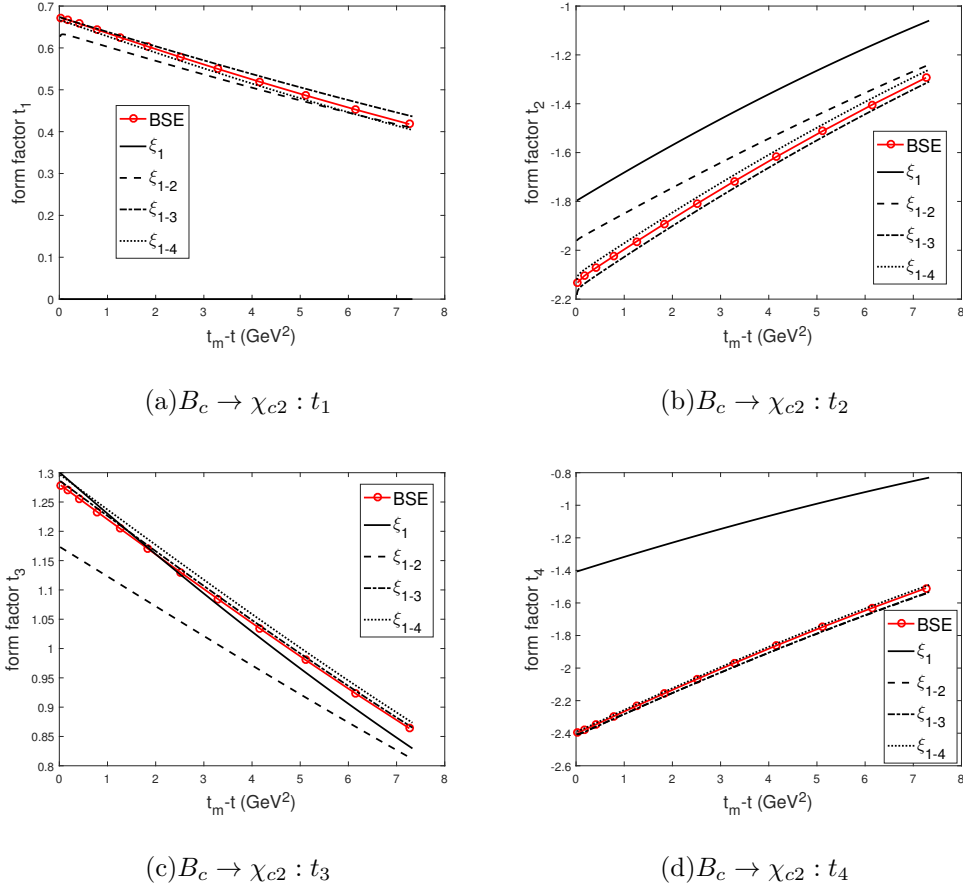 0.7
0.6
0.5
0.4
0.3
0.2
0.1
0
form factor t1
BSE
ξ1
ξ1-2
ξ1-3
ξ1-4
0 1 2 3 4 5 6 7 8
tm-t (GeV2)
(a)Bc → χc2 : t1
-1
-1.2
-1.4
-1.6
-1.8
-2
-2.2
form factor t2
BSE
ξ1
ξ1-2
ξ1-3
ξ1-4
0 1 2 3 4 5 6 7 8
tm-t (GeV2)
(b)Bc → χc2 : t2
1.3
1.25
1.2
1.15
1.1
1.05
1
0.95
0.9
0.85
0.8
form factor t3
BSE
ξ1
ξ1-2
ξ1-3
ξ1-4
0 1 2 3 4 5 6 7 8
tm-t (GeV2)
(c)Bc → χc2 : t3
-0.8
-1
-1.2
-1.4
-1.6
-1.8
-2
-2.2
-2.4
-2.6
form factor t4
BSE
ξ1
ξ1-2
ξ1-3
ξ1-4
0 1 2 3 4 5 6 7 8
tm-t (GeV2)
(d)Bc → χc2 : t4